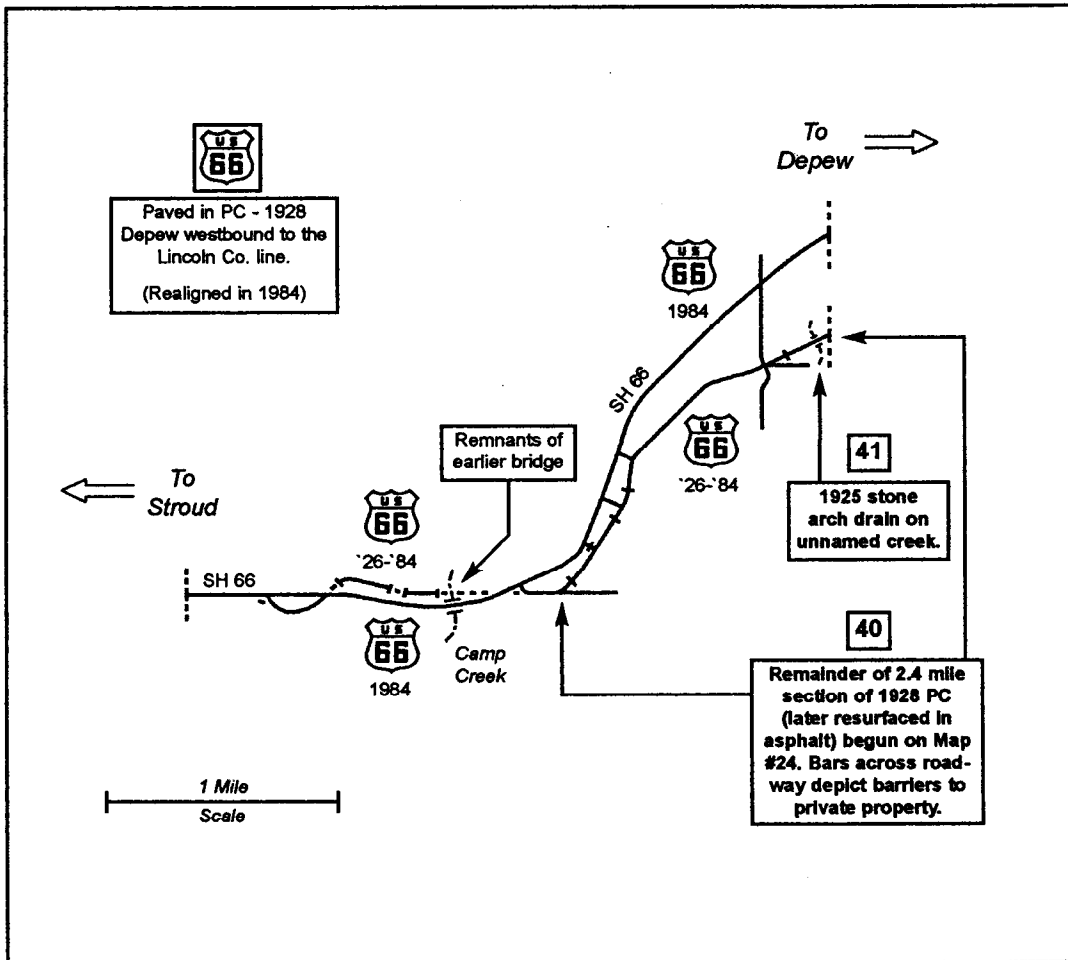 US
66
Paved in PC - 1928
Depew westbound to the
Lincoln Co. line.
(Realigned in 1984)
To
Depew
US
66
1984
SH 66
US
66
`26-`84
Remnants of
earlier bridge
41
1925 stone
arch drain on
unnamed creek.
To
Stroud
US
66
`26-`84
SH 66
US
66
1984
Camp
Creek
40
Remainder of 2.4 mile
section of 1928 PC
(later resurfaced in
asphalt) begun on Map
#24. Bars across road-
way depict barriers to
private property.
1 Mile
Scale